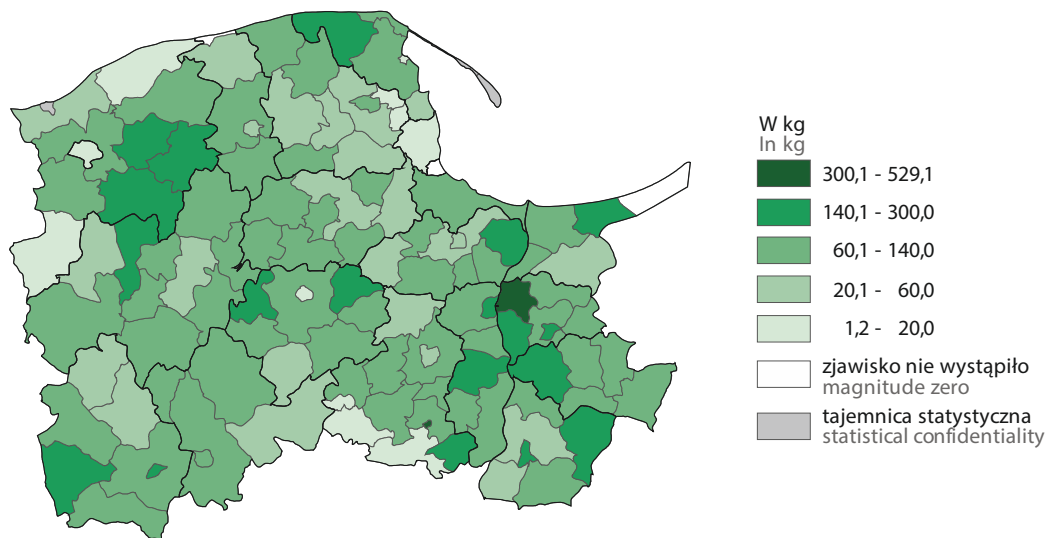 W kg
In kg
300,1 - 529,1
140,1 - 300,0
60,1 - 140,0
20,1 - 60,0
1,2 - 20,0
zjawisko nie wystąpiło
magnitude zero
tajemnica statystyczna
statistical confidentiality